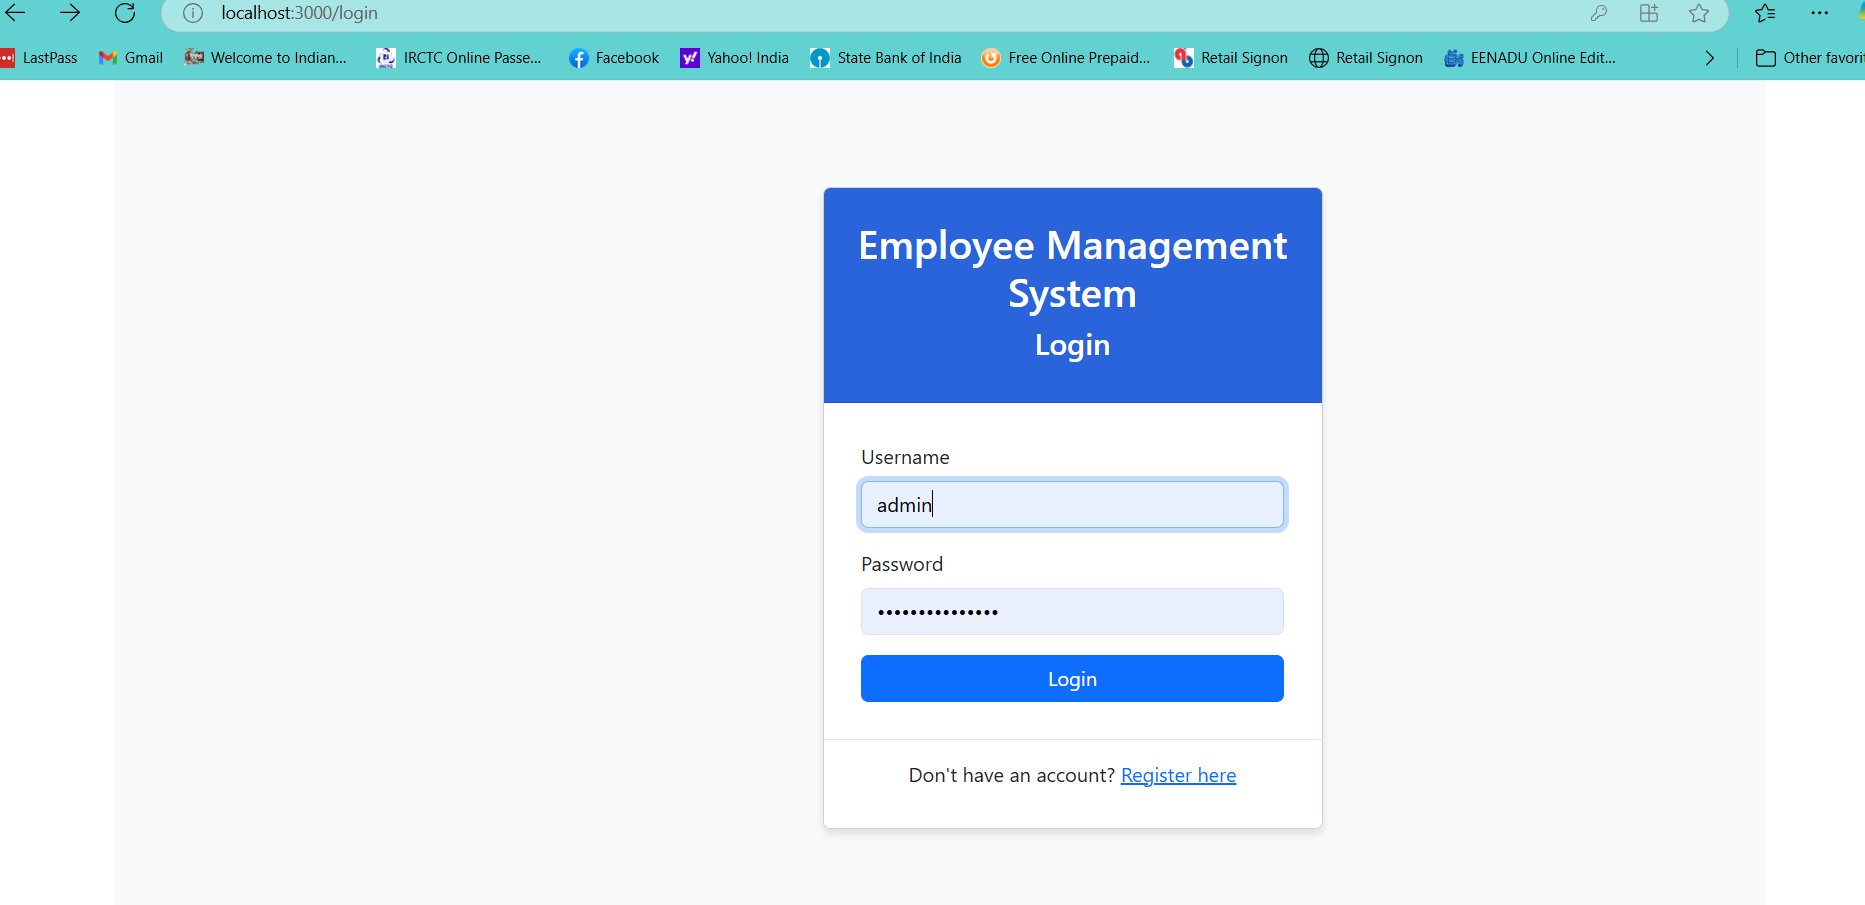 localhost:3000/login
LastPass Gmail Welcome to Indian... IRCTC Online Passe... Facebook Yahoo! India State Bank of India Free Online Prepaid... Retail Signon Retail Signon EENADU Online Edit... Other favorit
Employee Management
System
Login
Username
admin
Password
Login
Don't have an account? Register here